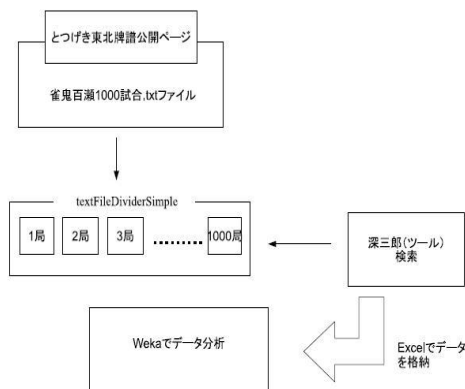 とつげき東北牌譜公開ページ
雀鬼百瀬1000試合,txtファイル
textFileDividerSimple
1局
2局
3局
………
1000局
深三郎(ツール)
検索
Wekaでデータ分析
Excelでデータ
を格納